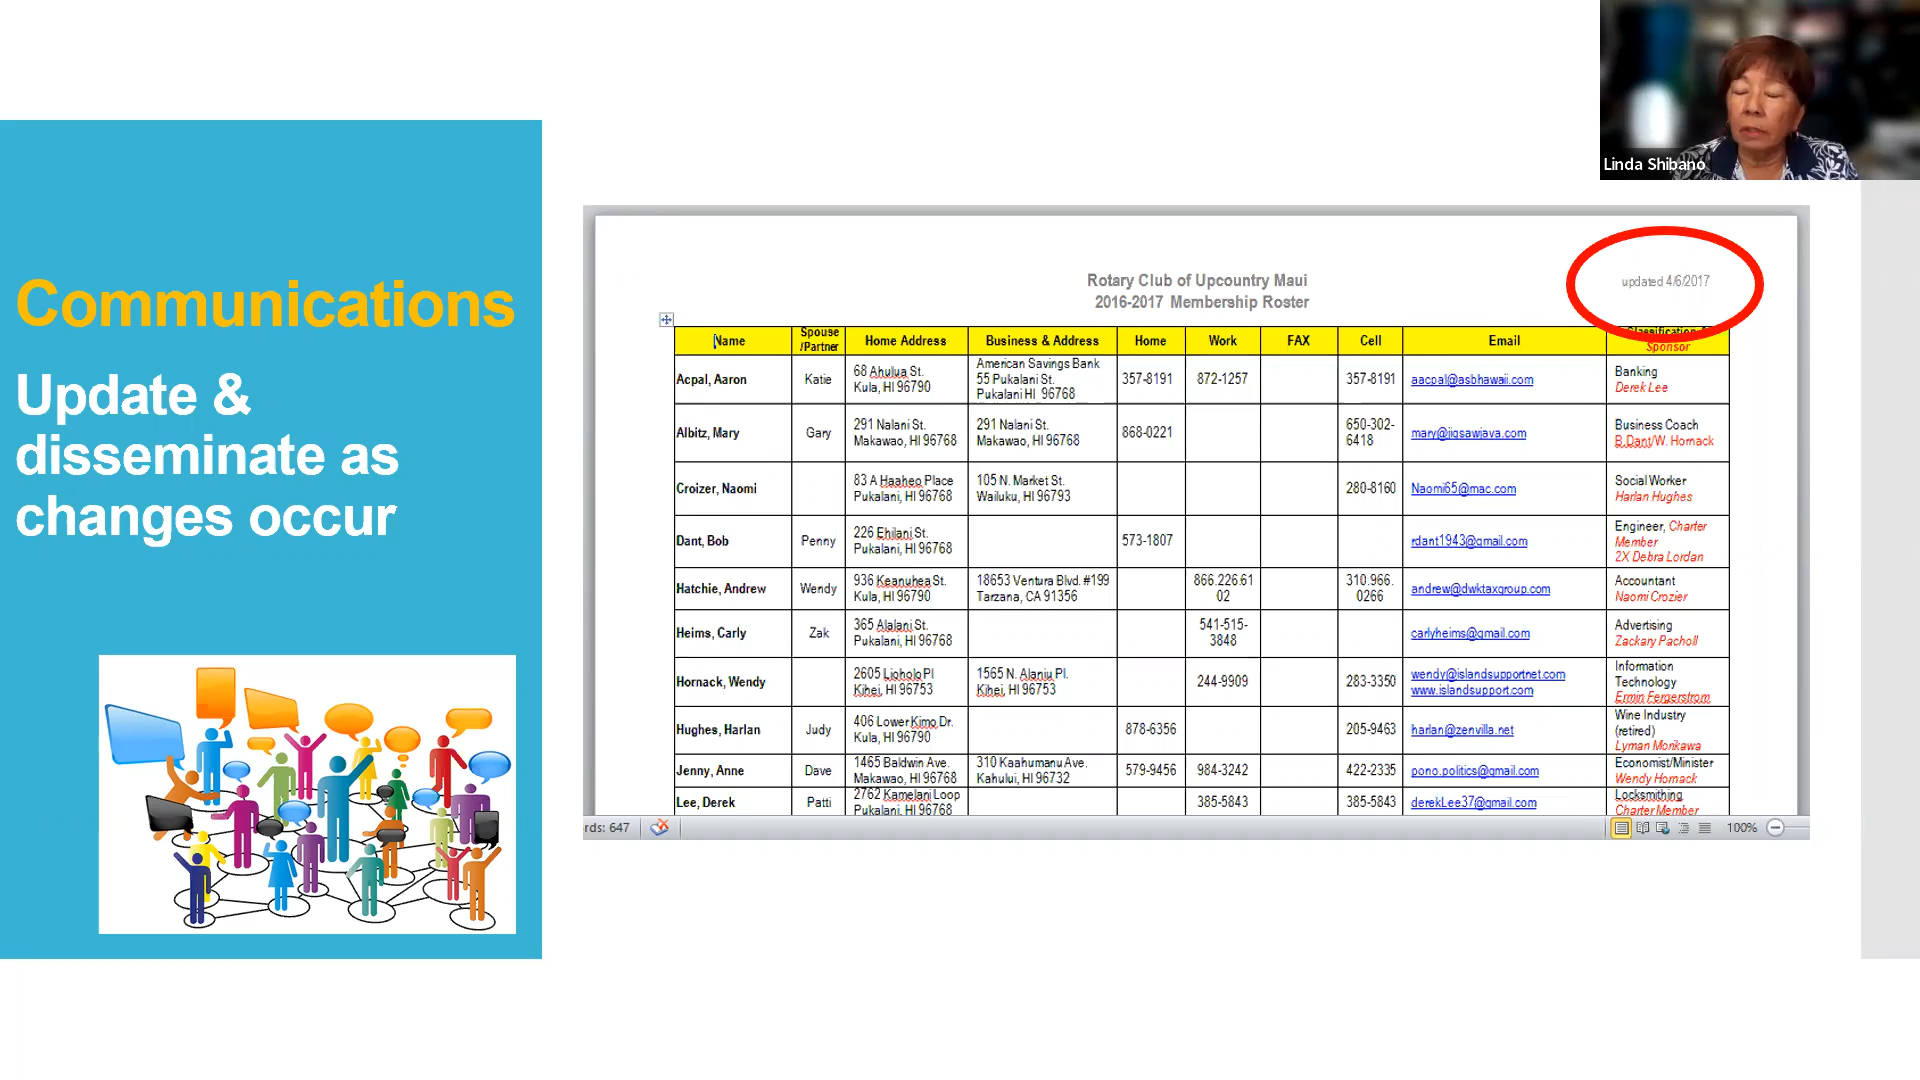 Linda Shibano
Communications
Update &
disseminate as
changes occur
updated 4/6/2017
Rotary Club of Upcountry Maui
2016-2017 Membership Roster
Name Spouse /Partner Home Address Business & Address Home Work FAX Cell Email Classification & Sponsor
Acpal, Aaron Katie 68 Ahulua St. Kula, HI 96790 American Savings Bank 55 Pukalani St. Pukalani HI 96768 357-8191 872-1257 357-8191 aacpal@asbhawaii.com Banking Derek Lee
Albitz, Mary Gary 291 Nalani St. Makawao, HI 96768 291 Nalani St. Makawao, HI 96768 868-0221 650-302-6418 mary@jigsawjava.com Business Coach B.Dant/W. Hornack
Croizer, Naomi 83 A Haaheo Place Pukalani, HI 96768 105 N. Market St. Wailuku, HI 96793 280-8160 Naomi65@mac.com Social Worker Harlan Hughes
Dant, Bob Penny 226 Ehilani St. Pukalani, HI 96768 573-1807 rdant1943@gmail.com Engineer, Charter Member 2X Debra Lordan
Hatchie, Andrew Wendy 936 Keanuhea St. Kula, HI 96790 18653 Ventura Blvd. #199 Tarzana, CA 91356 866.226.6102 310.966.0266 andrew@dwktaxgroup.com Accountant Naomi Crozier
Heims, Carly Zak 365 Alalani St. Pukalani, HI 96768 541-515-3848 carlyheims@gmail.com Advertising Zackary Pacholl
Hornack, Wendy 2605 Lioholo Pl Kihei, HI 96753 1565 N. Alaniu Pl. Kihei, HI 96753 244-9909 283-3350 wendy@islandsupportnet.com www.islandsupport.com Information Technology Ermin Fergerstrom
Hughes, Harlan Judy 406 Lower Kimo Dr. Kula, HI 96790 878-6356 205-9463 harlan@zenvilla.net Wine Industry (retired) Lyman Morikawa
Jenny, Anne Dave 1465 Baldwin Ave. Makawao, HI 96768 310 Kaahumanu Ave. Kahului, HI 96732 579-9456 984-3242 422-2335 pono.politics@gmail.com Economist/Minister Wendy Hornack
Lee, Derek Patti 2762 Kamelani Loop Pukalani, HI 96768 385-5843 385-5843 derekLee37@gmail.com Locksmithing Charter Member
rds: 647 100%